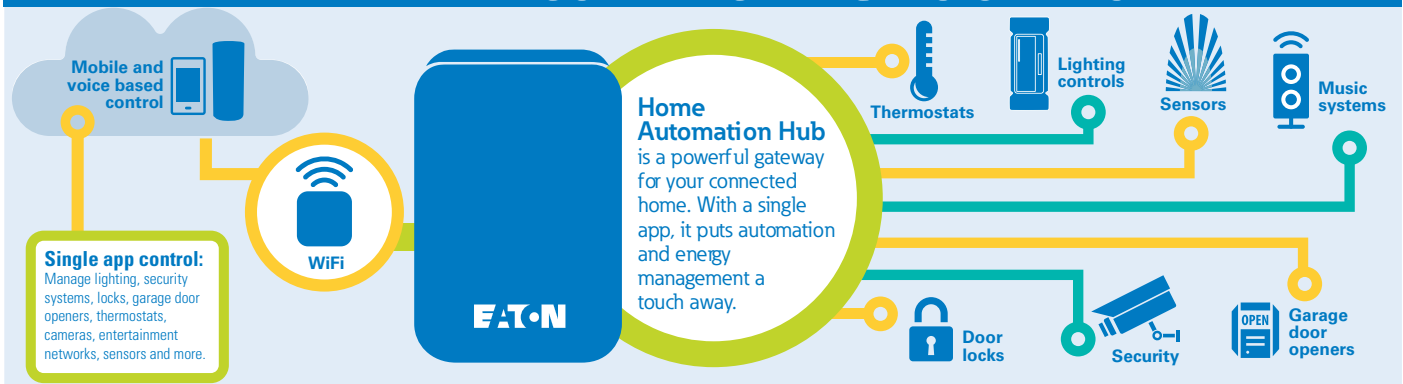 Mobile and
voice based
control
Single app control:
Manage lighting, security
systems, locks, garage door
openers, thermostats,
cameras, entertainment
networks, sensors and more.
WiFi
EATON
Home
Automation Hub
is a powerful gateway
for your connected
home. With a single
app, it puts automation
and energy
management a
touch away.
Thermostats
Lighting
controls
Sensors
Music
systems
Door
locks
Security
OPEN
Garage
door
openers